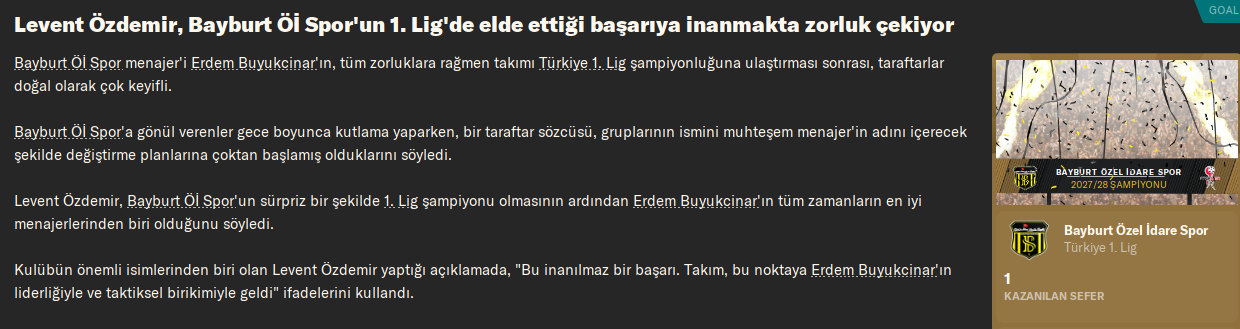 Levent Özdemir, Bayburt Öİ Spor'un 1. Lig'de elde ettiği başarıya inanmakta zorluk çekiyor
GOAL
Bayburt Öİ Spor menajer'i Erdem Buyukcinar'ın, tüm zorluklara rağmen takımı Türkiye 1. Lig şampiyonluğuna ulaştırması sonrası, taraftarlar
doğal olarak çok keyifli.
Bayburt Öİ Spor'a gönül verenler gece boyunca kutlama yaparken, bir taraftar sözcüsü, gruplarının ismini muhteşem menajer'in adını içerecek
şekilde değiştirme planlarına çoktan başlamış olduklarını söyledi.
Levent Özdemir, Bayburt Öİ Spor'un sürpriz bir şekilde 1. Lig şampiyonu olmasının ardından Erdem Buyukcinar'ın tüm zamanların en iyi
menajerlerinden biri olduğunu söyledi.
Kulübün önemli isimlerinden biri olan Levent Özdemir yaptığı açıklamada, "Bu inanılmaz bir başarı. Takım, bu noktaya Erdem Buyukcinar'ın
liderliğiyle ve taktiksel birikimiyle geldi" ifadelerini kullandı.
BAYBURT ÖZEL İDARE SPOR
2027/28 ŞAMPİYONU
Bayburt Özel İdare Spor
Türkiye 1. Lig
1
KAZANILAN SEFER